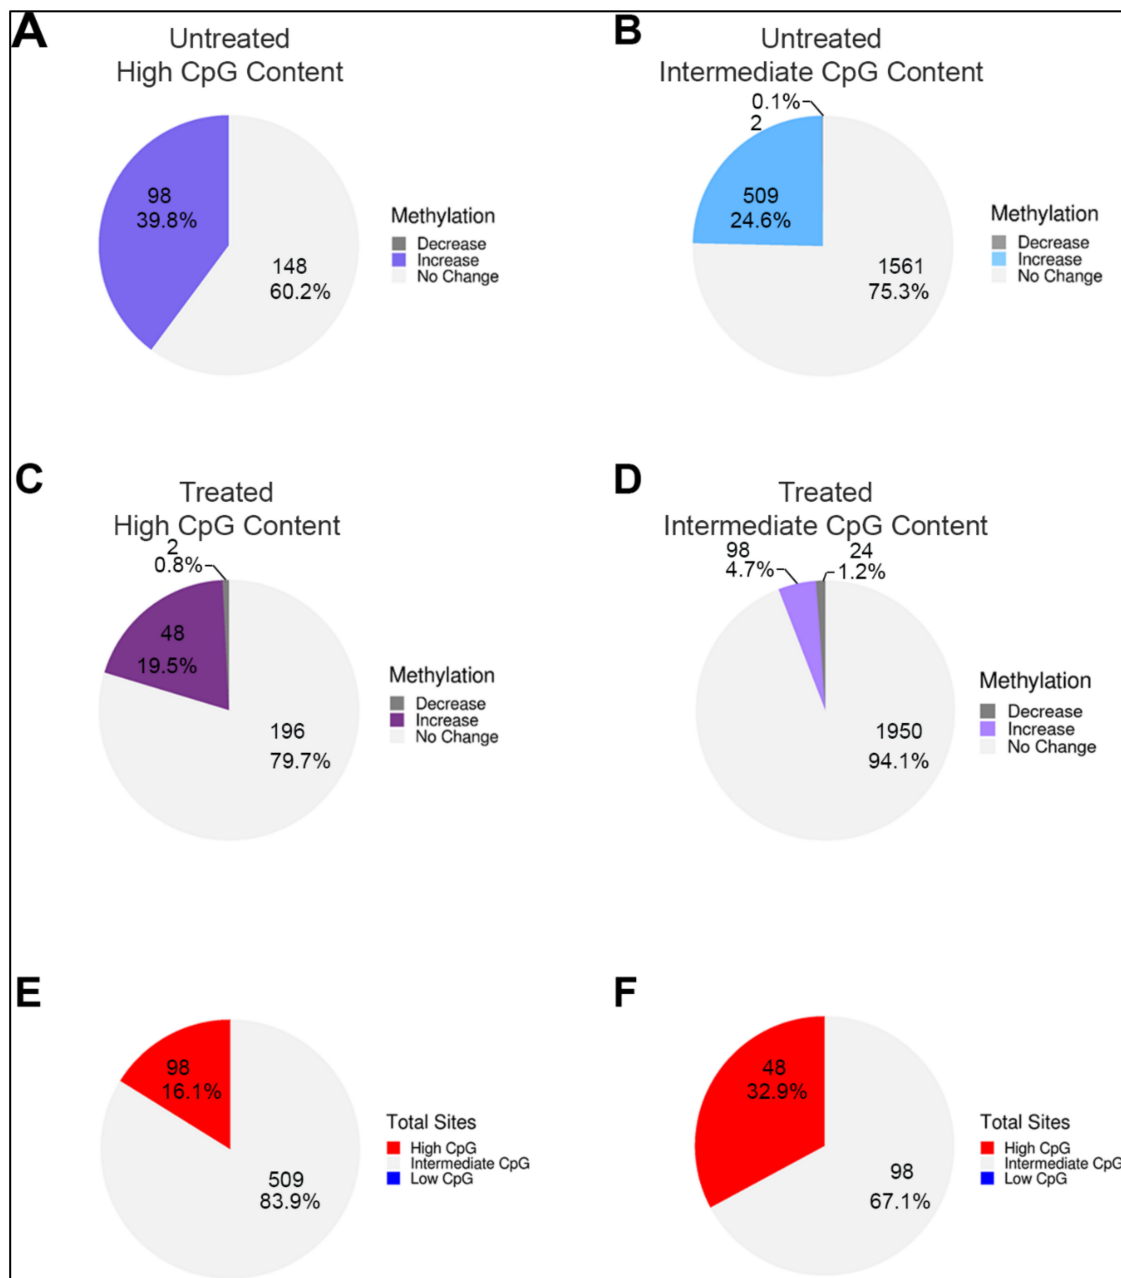 A
Untreated
High CpG Content
98
39.8%
148
60.2%
Methylation
Decrease
Increase
No Change
B
Untreated
Intermediate CpG Content
0.1%
2
509
24.6%
1561
75.3%
Methylation
Decrease
Increase
No Change
C
Treated
High CpG Content
2
0.8%
48
19.5%
196
79.7%
Methylation
Decrease
Increase
No Change
D
Treated
Intermediate CpG Content
98
4.7%
24
1.2%
1950
94.1%
Methylation
Decrease
Increase
No Change
E
98
16.1%
509
83.9%
Total Sites
High CpG
Intermediate CpG
Low CpG
F
48
32.9%
98
67.1%
Total Sites
High CpG
Intermediate CpG
Low CpG